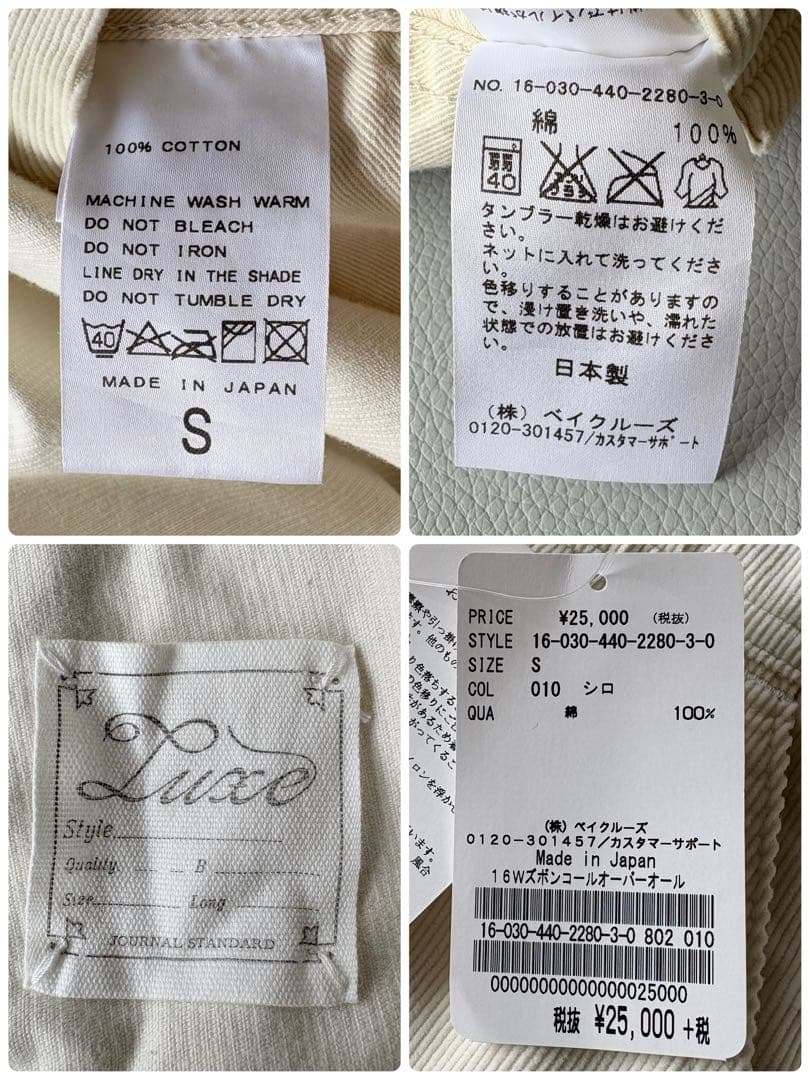 100% COTTON
MACHINE WASH WARM
DO NOT BLEACH
DO NOT IRON
LINE DRY IN THE SHADE
DO NOT TUMBLE DRY
40
MADE IN JAPAN
S
NO. 16-030-440-2280-3-0
綿 100%
弱
40
タンブラー乾燥はお避けくだ
さい。
ネットに入れて洗ってくださ
い。
色移りすることがありますの
で、浸け置き洗いや、濡れた
状態での放置はお避けくださ
い。
日本製
(株) ベイクルーズ
0120-301457/カスタマーサポート
Luxe
Style
Quality B
Size Long
JOURNAL STANDARD
PRICE ¥25,000 (税抜)
STYLE 16-030-440-2280-3-0
SIZE S
COL 010 シロ
QUA 綿 100%
(株) ベイクルーズ
0120-301457/カスタマーサポート
Made in Japan
16Wズボンコールオーバーオール
16-030-440-2280-3-0 802 010
00000000000000025000
税抜 ¥25,000 +税